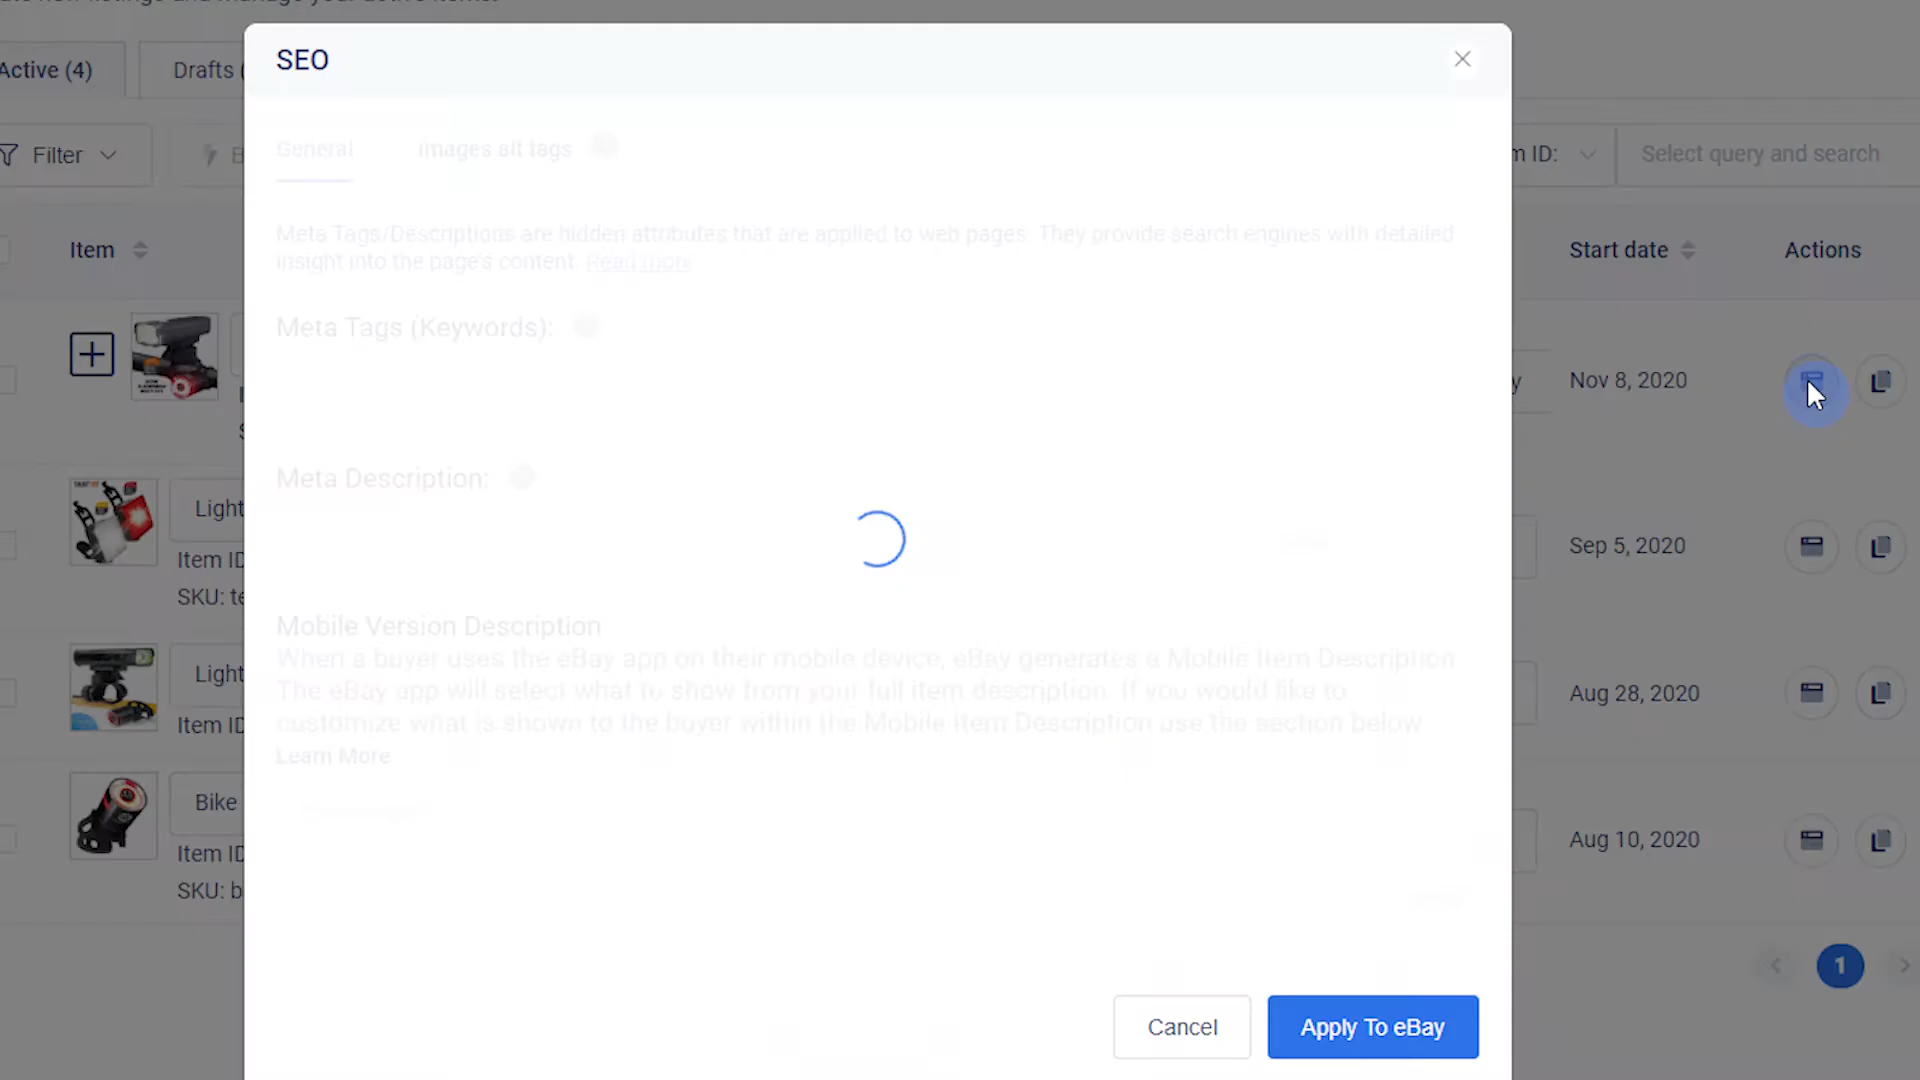 SEO
Active (4)
Drafts (
General
Images alt tags
Filter
m ID:
Select query and search
Meta Tags/Descriptions are hidden attributes that are applied to web pages. They provide search engines with detailed
insight into the page's content. Read more
Item
Start date
Actions
Meta Tags (Keywords):
Nov 8, 2020
Meta Description:
Light
Item ID
SKU: te
Sep 5, 2020
Mobile Version Description
When a buyer uses the eBay app on their mobile device, eBay generates a Mobile Item Description.
The eBay app will select what to show from your full item description. If you would like to
customize what is shown to the buyer within the Mobile Item Description use the section below
Learn More
Light
Item ID
Aug 28, 2020
Bike
Item ID
SKU: b
Aug 10, 2020
1
Cancel
Apply To eBay